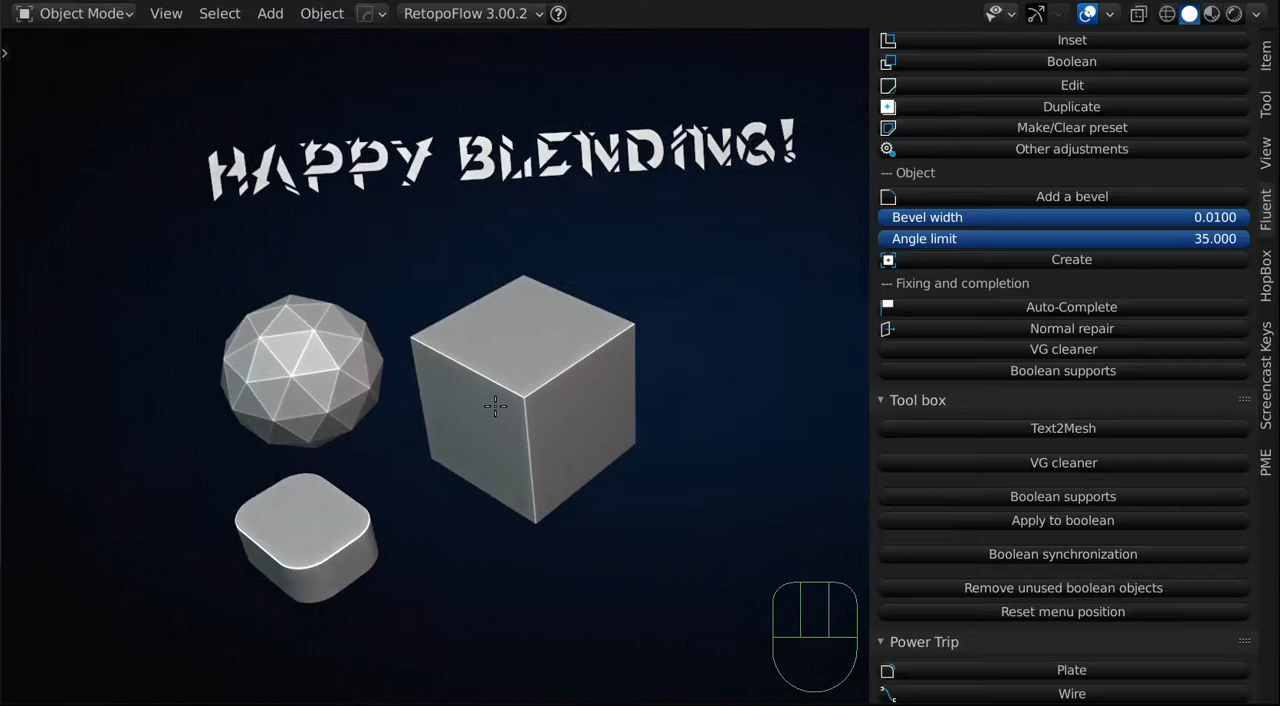 Object Mode View Select Add Object RetopoFlow 3.00.2
HAPPY BLENDING!
Inset
Boolean
Edit
Duplicate
Make/Clear preset
Other adjustments
--- Object
Add a bevel
Bevel width 0.0100
Angle limit 35.000
Create
--- Fixing and completion
Auto-Complete
Normal repair
VG cleaner
Boolean supports
Tool box
Text2Mesh
VG cleaner
Boolean supports
Apply to boolean
Boolean synchronization
Remove unused boolean objects
Reset menu position
Power Trip
Plate
Wire
Item
Tool
View
Fluent
HopBox
Screencast Keys
PME